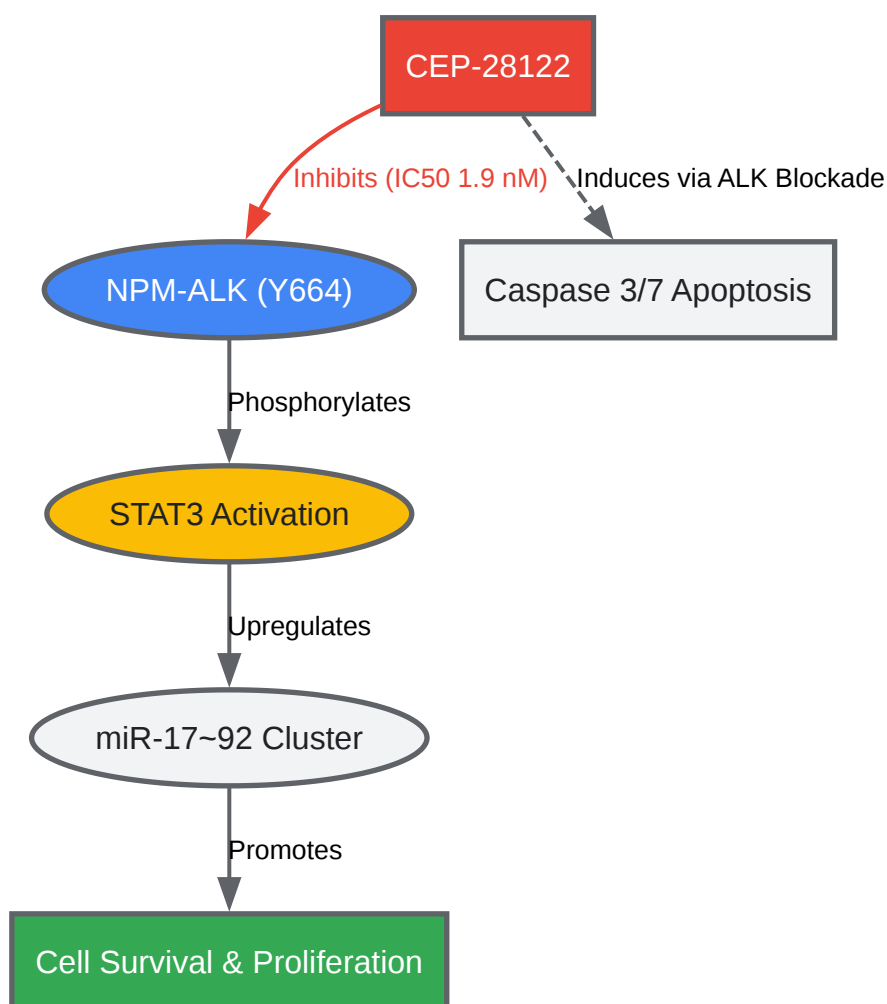 CEP-28122
Inhibits (IC50 1.9 nM)
Induces via ALK Blockade
NPM-ALK (Y664)
Caspase 3/7 Apoptosis
Phosphorylates
STAT3 Activation
Upregulates
miR-17~92 Cluster
Promotes
Cell Survival & Proliferation